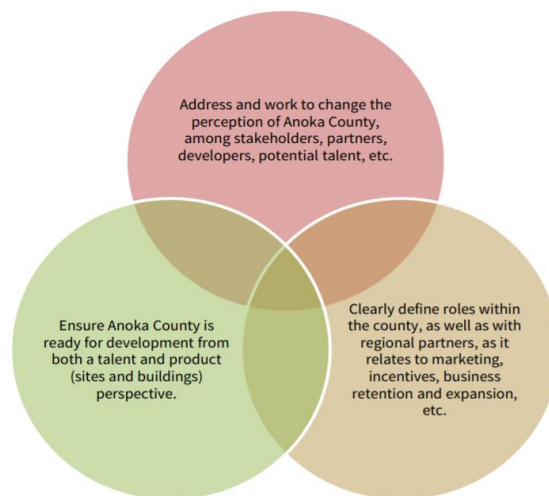 Address and work to change the
perception of Anoka County,
among stakeholders, partners,
developers, potential talent, etc.
Ensure Anoka County is
ready for development from
both a talent and product
(sites and buildings)
perspective.
Clearly define roles within
the county, as well as with
regional partners, as it
relates to marketing,
incentives, business
retention and expansion,
etc.